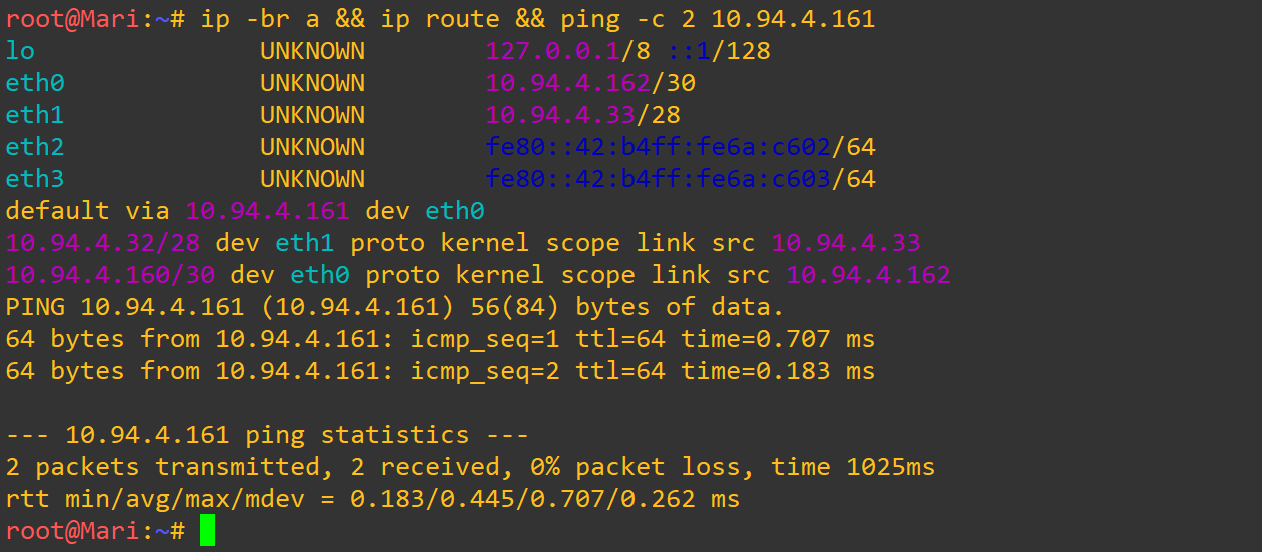 root@Mari:~# ip -br a && ip route && ping -c 2 10.94.4.161
lo               UNKNOWN        127.0.0.1/8 ::1/128
eth0             UNKNOWN        10.94.4.162/30
eth1             UNKNOWN        10.94.4.33/28
eth2             UNKNOWN        fe80::42:b4ff:fe6a:c602/64
eth3             UNKNOWN        fe80::42:b4ff:fe6a:c603/64
default via 10.94.4.161 dev eth0
10.94.4.32/28 dev eth1 proto kernel scope link src 10.94.4.33
10.94.4.160/30 dev eth0 proto kernel scope link src 10.94.4.162
PING 10.94.4.161 (10.94.4.161) 56(84) bytes of data.
64 bytes from 10.94.4.161: icmp_seq=1 ttl=64 time=0.707 ms
64 bytes from 10.94.4.161: icmp_seq=2 ttl=64 time=0.183 ms

--- 10.94.4.161 ping statistics ---
2 packets transmitted, 2 received, 0% packet loss, time 1025ms
rtt min/avg/max/mdev = 0.183/0.445/0.707/0.262 ms
root@Mari:~#